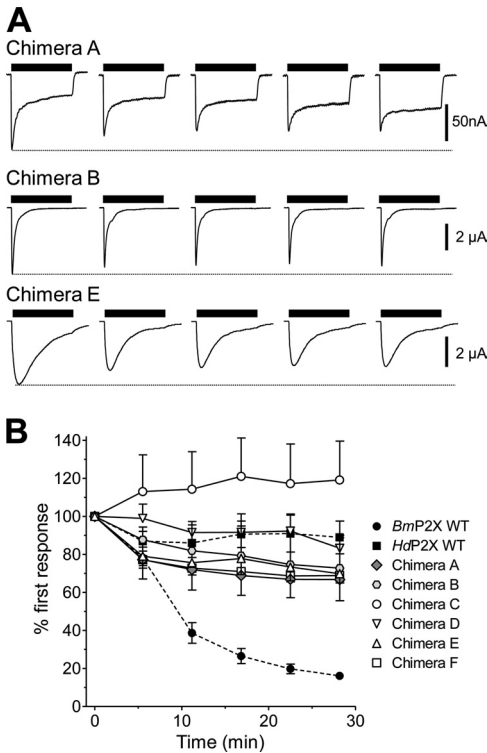 A
Chimera A
50nA
Chimera B
2 µA
Chimera E
2 µA
B
140
120
100
80
60
40
20
0
% first response
0 10 20 30
Time (min)
BmP2X WT
HdP2X WT
Chimera A
Chimera B
Chimera C
Chimera D
Chimera E
Chimera F